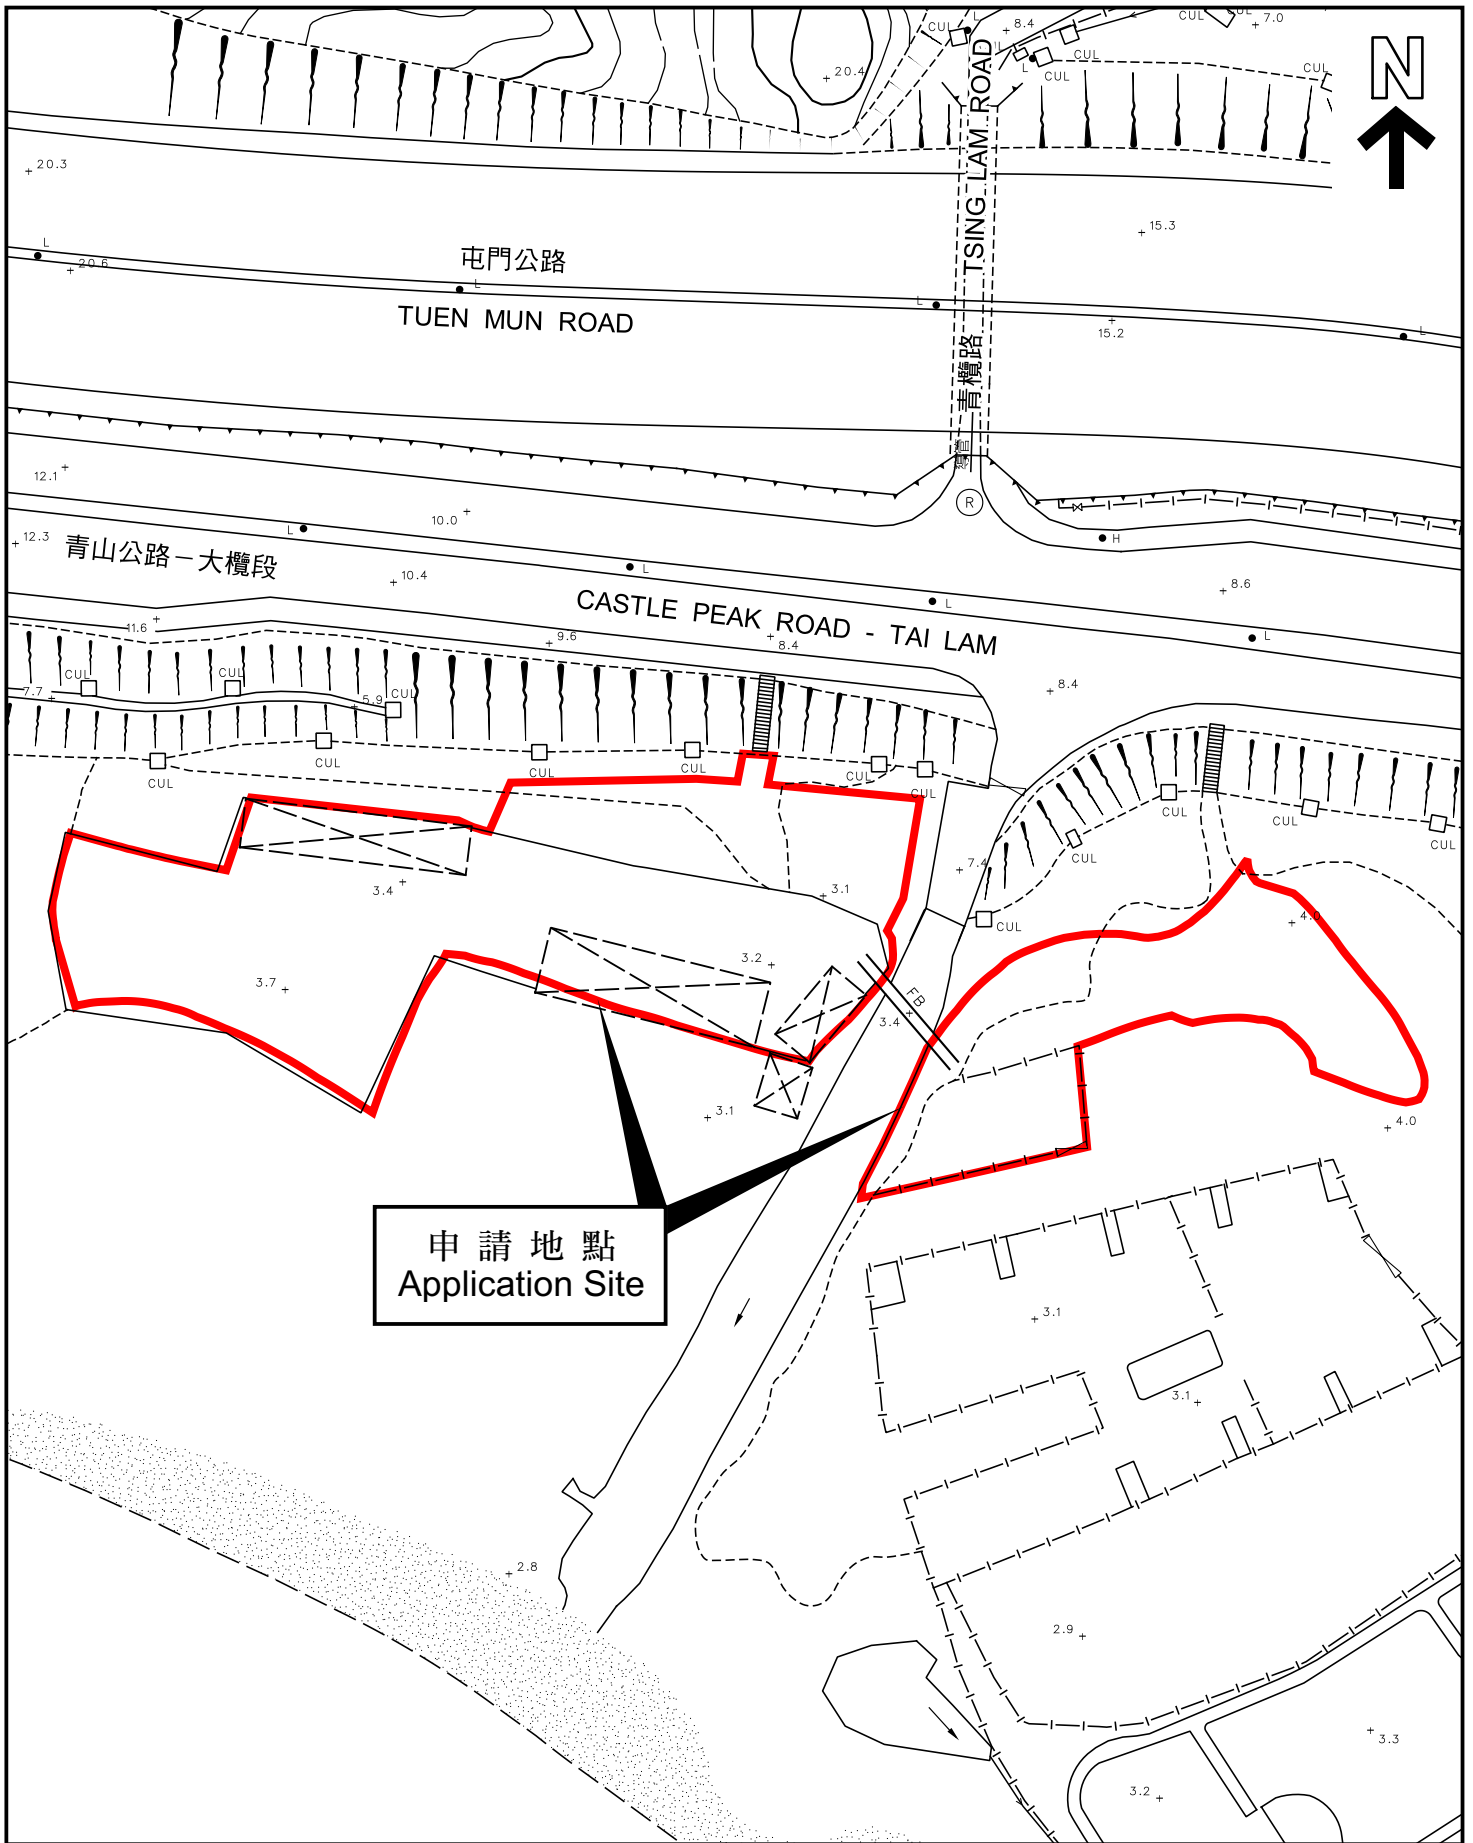 CUL
L
8.4
CUL
CUL
7.0
N
20.4
L
CUL
CUL
CUL
TSING LAM ROAD
20.3
15.3
L
20.6
屯門公路
L
TUEN MUN ROAD
L
15.2
L
青欖路
12.1
10.0
R
12.3
青山公路－大欖段
L
H
10.4
L
8.6
CASTLE PEAK ROAD - TAI LAM
L
11.6
9.6
8.4
L
CUL
7.7
5.9
CUL
8.4
CUL
CUL
CUL
CUL
CUL
CUL
CUL
CUL
CUL
CUL
7.4
3.4
3.1
CUL
4.0
CUL
3.2
3.7
FB
3.4
3.1
4.0
申請地點
Application Site
3.1
3.1
2.8
2.9
3.3
3.2